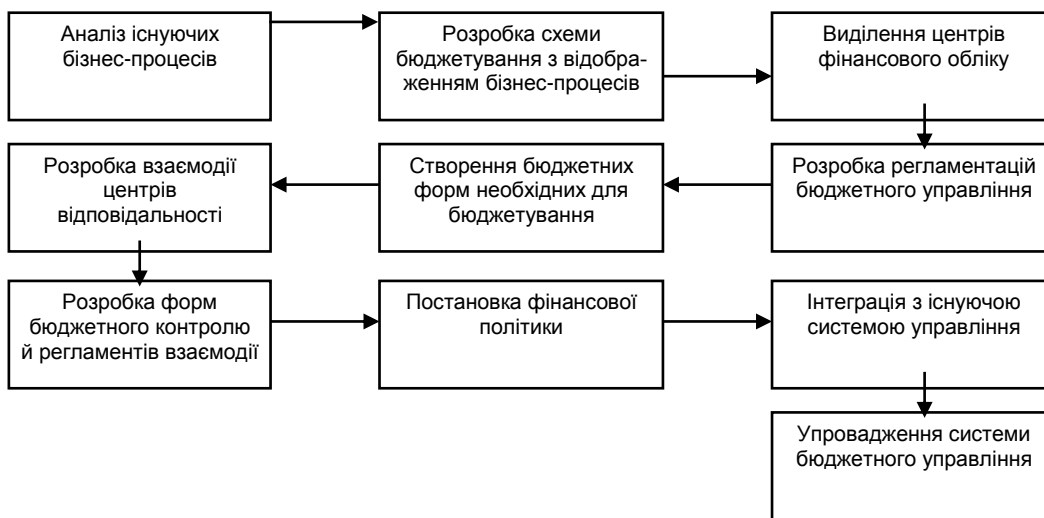 Аналіз існуючих
бізнес-процесів
Розробка схеми
бюджетування з відобра-
женням бізнес-процесів
Виділення центрів
фінансового обліку
Розробка регламентацій
бюджетного управління
Створення бюджетних
форм необхідних для
бюджетування
Розробка взаємодії
центрів
відповідальності
Розробка форм
бюджетного контролю
й регламентів взаємодії
Постановка фінансової
політики
Інтеграція з існуючою
системою управління
Упровадження системи
бюджетного управління